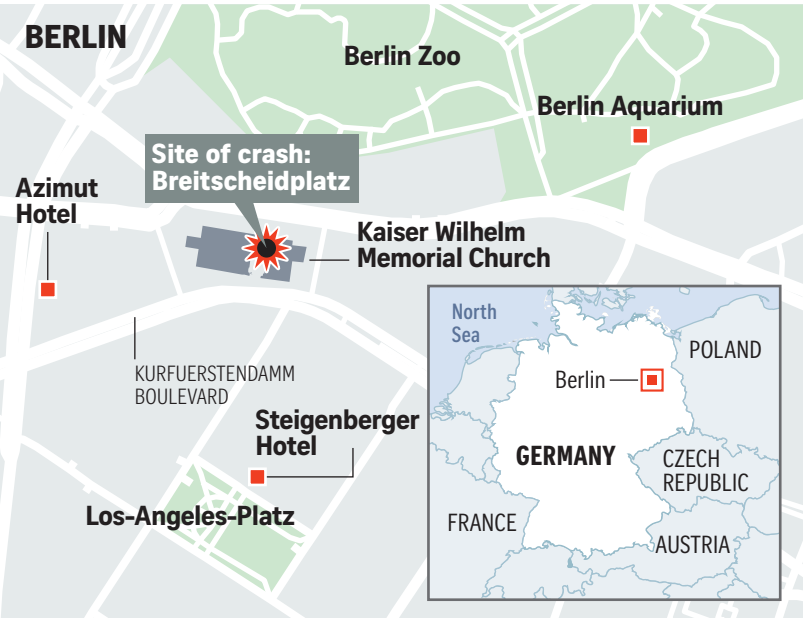 BERLIN
Berlin Zoo
Berlin Aquarium
Site of crash:
Breitscheidplatz
Azimut
Hotel
Kaiser Wilhelm
Memorial Church
KURFUERSTENDAMM
BOULEVARD
Steigenberger
Hotel
Los-Angeles-Platz
North
Sea
POLAND
Berlin
GERMANY
CZECH
REPUBLIC
FRANCE
AUSTRIA